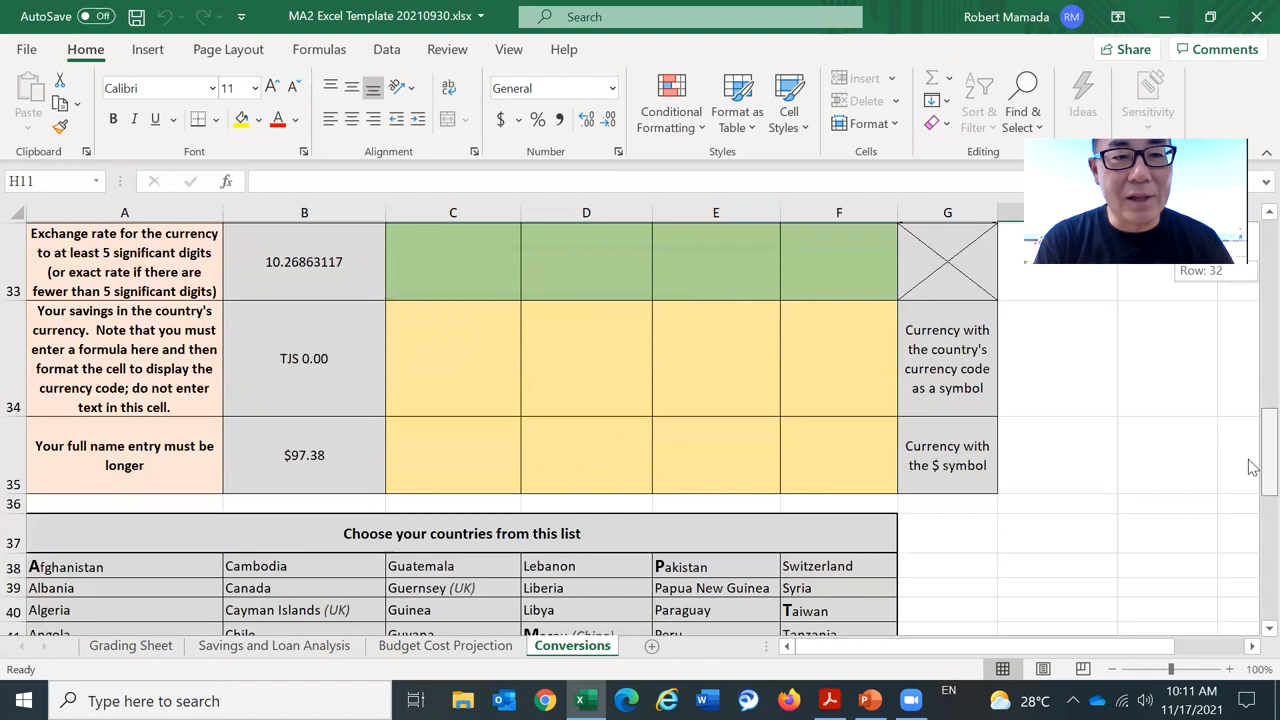 AutoSave Off MA2 Excel Template 20210930.xlsx Search Robert Mamada RM
File Home Insert Page Layout Formulas Data Review View Help Share Comments
Paste Calibri 11 General Conditional Formatting Format as Table Cell Styles Insert Delete Format Sort & Filter Find & Select Ideas Sensitivity
Clipboard Font Alignment Number Styles Cells Editing
H11
A B C D E F G
Exchange rate for the currency
to at least 5 significant digits
(or exact rate if there are
fewer than 5 significant digits)
10.26863117
33
Your savings in the country's
currency. Note that you must
enter a formula here and then
format the cell to display the
currency code; do not enter
text in this cell.
TJS 0.00
Currency with
the country's
currency code
as a symbol
34
Your full name entry must be
longer
$97.38
Currency with
the $ symbol
35
36
37 Choose your countries from this list
38 Afghanistan Cambodia Guatemala Lebanon Pakistan Switzerland
39 Albania Canada Guernsey (UK) Liberia Papua New Guinea Syria
40 Algeria Cayman Islands (UK) Guinea Libya Paraguay Taiwan
41 Angola Chile Guyana Macau (China) Peru Tanzania
Row: 32
Grading Sheet Savings and Loan Analysis Budget Cost Projection Conversions
Ready 100%
Type here to search EN 28°C 10:11 AM
11/17/2021